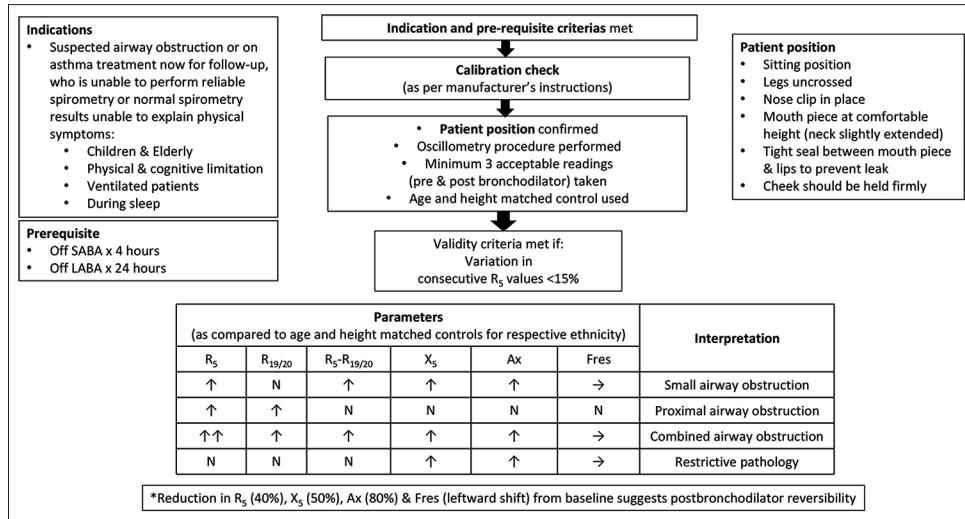 Indications
• Suspected airway obstruction or on
asthma treatment now for follow-up,
who is unable to perform reliable
spirometry or normal spirometry
results unable to explain physical
symptoms:
• Children & Elderly
• Physical & cognitive limitation
• Ventilated patients
• During sleep
Prerequisite
• Off SABA x 4 hours
• Off LABA x 24 hours
Indication and pre-requisite criterias met
Calibration check
(as per manufacturer's instructions)
• Patient position confirmed
• Oscillometry procedure performed
• Minimum 3 acceptable readings
(pre & post bronchodilator) taken
• Age and height matched control used
Validity criteria met if:
Variation in
consecutive R5 values <15%
Patient position
• Sitting position
• Legs uncrossed
• Nose clip in place
• Mouth piece at comfortable
height (neck slightly extended)
• Tight seal between mouth piece
& lips to prevent leak
• Cheek should be held firmly
Parameters
(as compared to age and height matched controls for respective ethnicity)
Interpretation
R5 R19/20 R5-R19/20 X5 Ax Fres
↑ N ↑ ↑ ↑ → Small airway obstruction
↑ ↑ N N N N Proximal airway obstruction
↑↑ ↑ ↑ ↑ ↑ → Combined airway obstruction
N N N ↑ ↑ → Restrictive pathology
*Reduction in R5 (40%), X5 (50%), Ax (80%) & Fres (leftward shift) from baseline suggests postbronchodilator reversibility